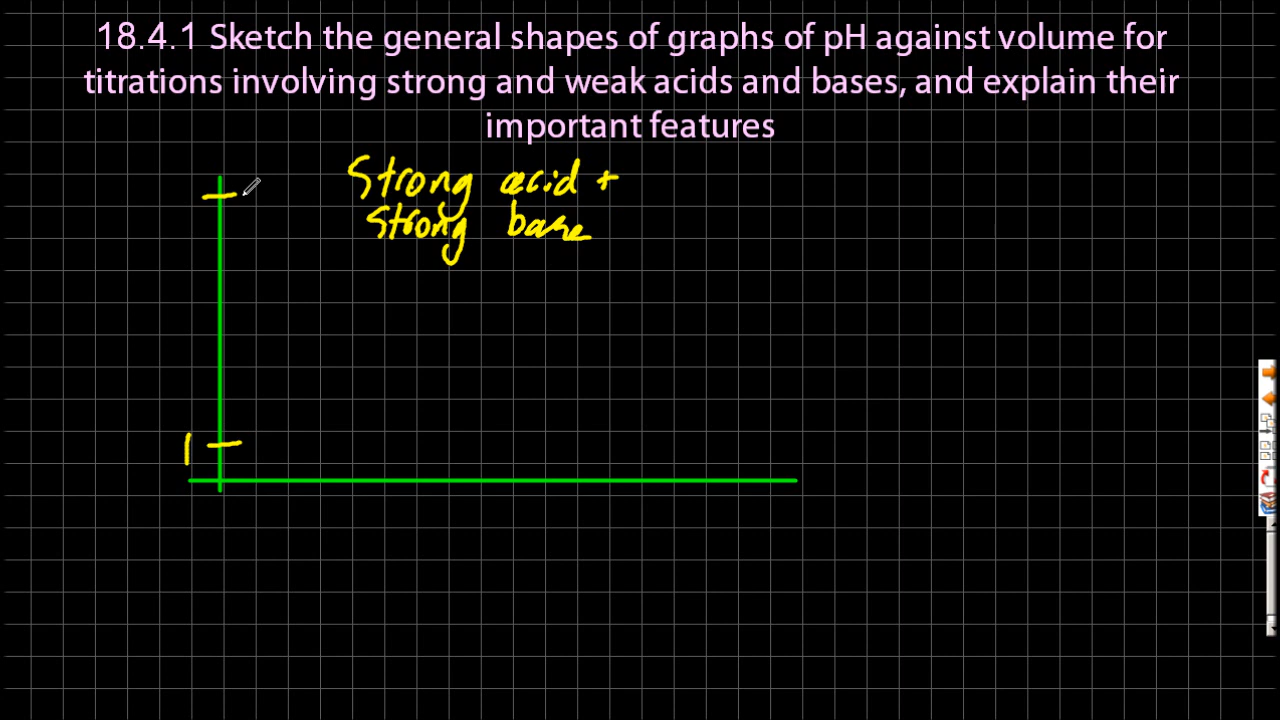 18.4.1 Sketch the general shapes of graphs of pH against volume for
titrations involving strong and weak acids and bases, and explain their
important features
Strong acid +
strong base
1